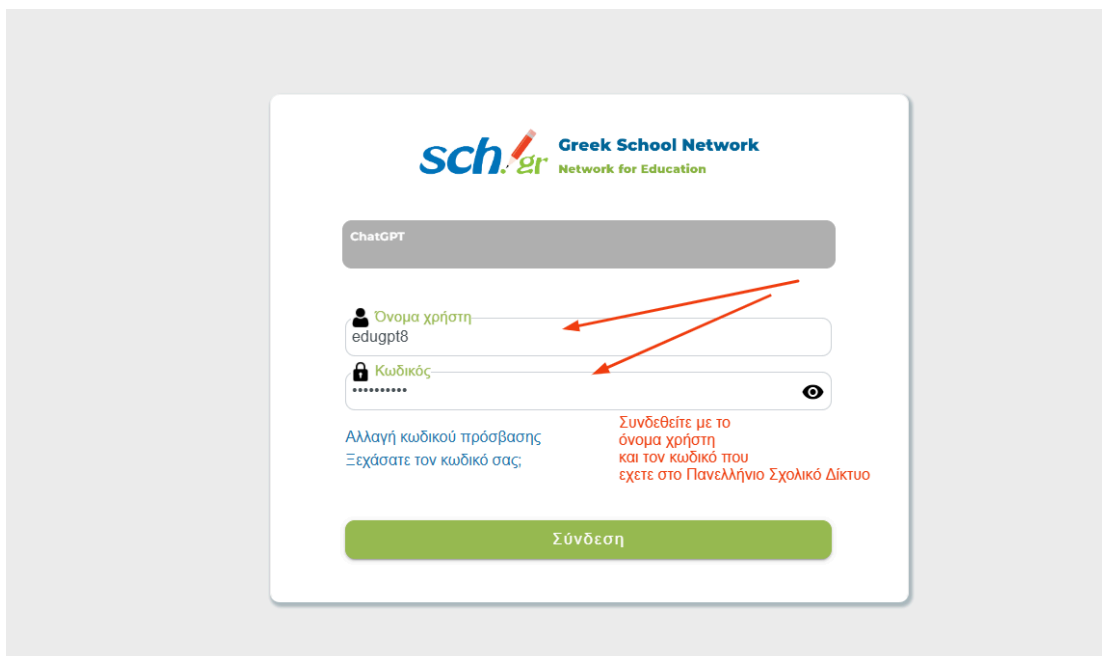 sch.gr Greek School Network
Network for Education
ChatGPT
Όνομα χρήστη
edugpt8
Κωδικός
••••••••••
Αλλαγή κωδικού πρόσβασης
Ξεχάσατε τον κωδικό σας;
Συνδεθείτε με το
όνομα χρήστη
και τον κωδικό που
εχετε στο Πανελλήνιο Σχολικό Δίκτυο
Σύνδεση